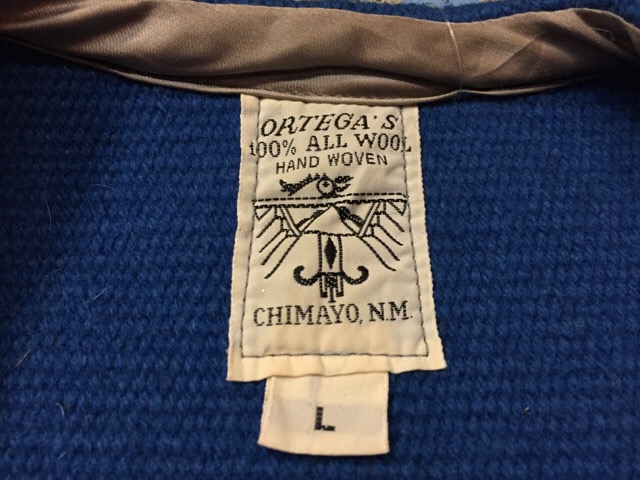 ORTEGA'S
100% ALL WOOL
HAND WOVEN
CHIMAYO, N.M.
L